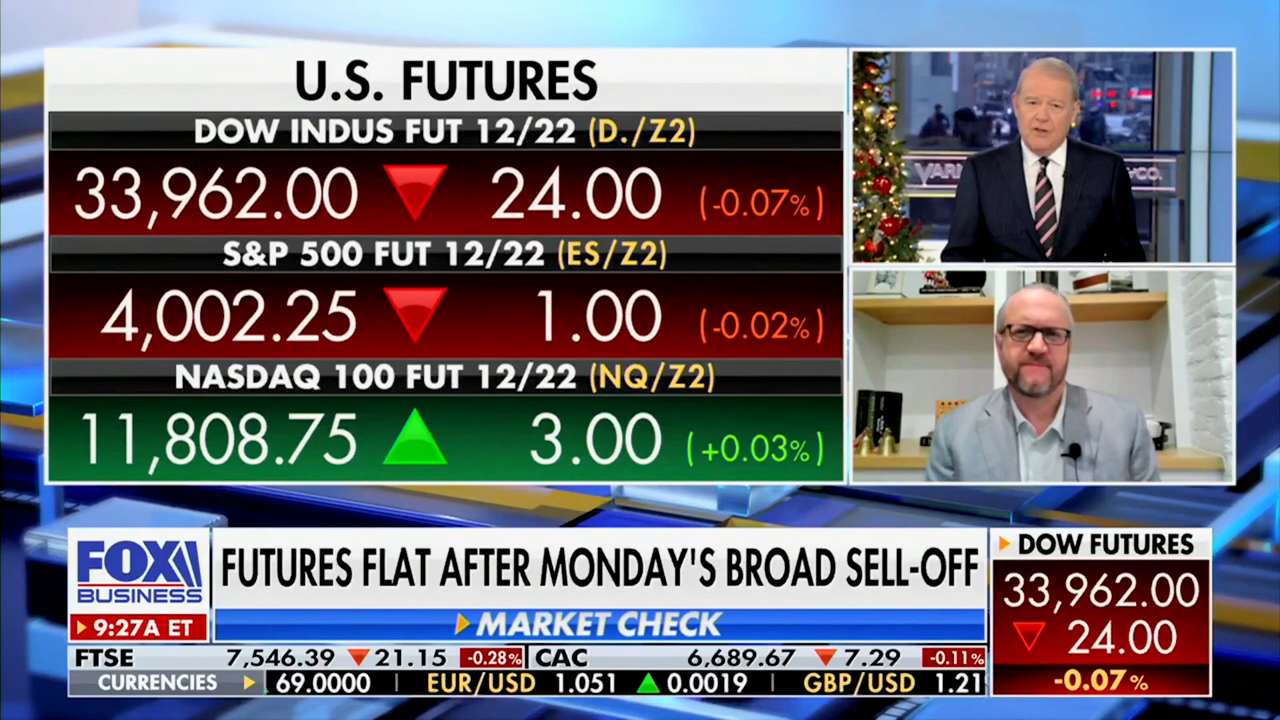 U.S. FUTURES
DOW INDUS FUT 12/22 (D./Z2)
33,962.00 24.00 (-0.07%)
S&P 500 FUT 12/22 (ES/Z2)
4,002.25 1.00 (-0.02%)
NASDAQ 100 FUT 12/22 (NQ/Z2)
11,808.75 3.00 (+0.03%)
FOX
BUSINESS
9:27A ET
FUTURES FLAT AFTER MONDAY'S BROAD SELL-OFF
MARKET CHECK
DOW FUTURES
33,962.00
24.00
-0.07%
FTSE 7,546.39 21.15 -0.28% CAC 6,689.67 7.29 -0.11%
CURRENCIES 69.0000 | EUR/USD 1.051 0.0019 | GBP/USD 1.21